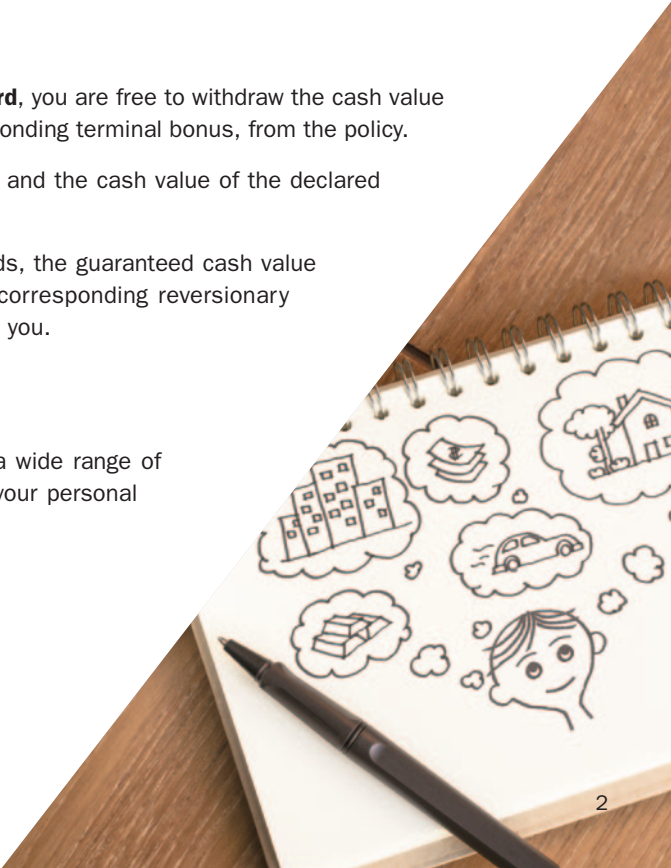 rd, you are free to withdraw the cash value
onding terminal bonus, from the policy.
and the cash value of the declared
ds, the guaranteed cash value
corresponding reversionary
you.
a wide range of
your personal
$
2